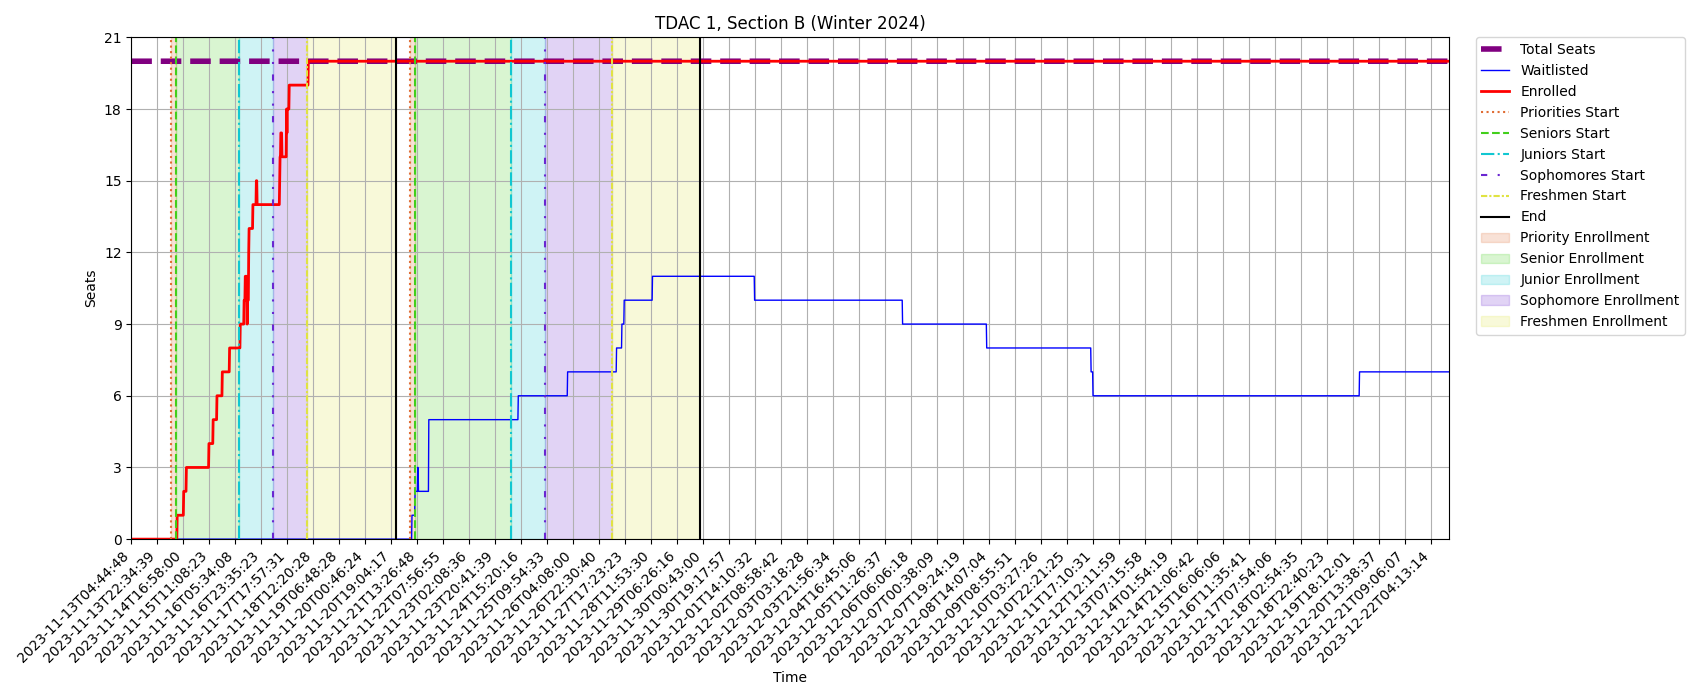 TDAC 1, Section B (Winter 2024)
Seats
21
18
15
12
9
6
3
0
2023-11-13T04:44:48
2023-11-13T22:34:39
2023-11-14T16:58:00
2023-11-15T11:08:23
2023-11-16T05:34:08
2023-11-16T23:35:23
2023-11-17T17:57:31
2023-11-18T12:20:28
2023-11-19T06:48:28
2023-11-20T00:46:24
2023-11-20T19:04:17
2023-11-21T13:26:48
2023-11-22T07:56:55
2023-11-23T02:08:36
2023-11-23T20:41:39
2023-11-24T15:20:16
2023-11-25T09:54:33
2023-11-26T04:08:00
2023-11-26T22:30:40
2023-11-27T17:23:23
2023-11-28T11:53:30
2023-11-29T06:26:16
2023-11-30T00:43:00
2023-11-30T19:17:57
2023-12-01T14:10:32
2023-12-02T08:58:42
2023-12-03T03:18:28
2023-12-03T21:56:34
2023-12-04T16:45:06
2023-12-05T11:26:37
2023-12-06T06:06:18
2023-12-07T00:38:09
2023-12-07T19:24:19
2023-12-08T14:07:04
2023-12-09T08:55:51
2023-12-10T03:27:26
2023-12-10T22:21:25
2023-12-11T17:10:31
2023-12-12T12:11:59
2023-12-13T07:15:58
2023-12-14T01:54:19
2023-12-14T21:06:42
2023-12-15T16:06:06
2023-12-16T11:35:41
2023-12-17T07:54:06
2023-12-18T02:54:35
2023-12-18T22:40:23
2023-12-19T18:12:01
2023-12-20T13:38:37
2023-12-21T09:06:07
2023-12-22T04:13:14
Time
Total Seats
Waitlisted
Enrolled
Priorities Start
Seniors Start
Juniors Start
Sophomores Start
Freshmen Start
End
Priority Enrollment
Senior Enrollment
Junior Enrollment
Sophomore Enrollment
Freshmen Enrollment